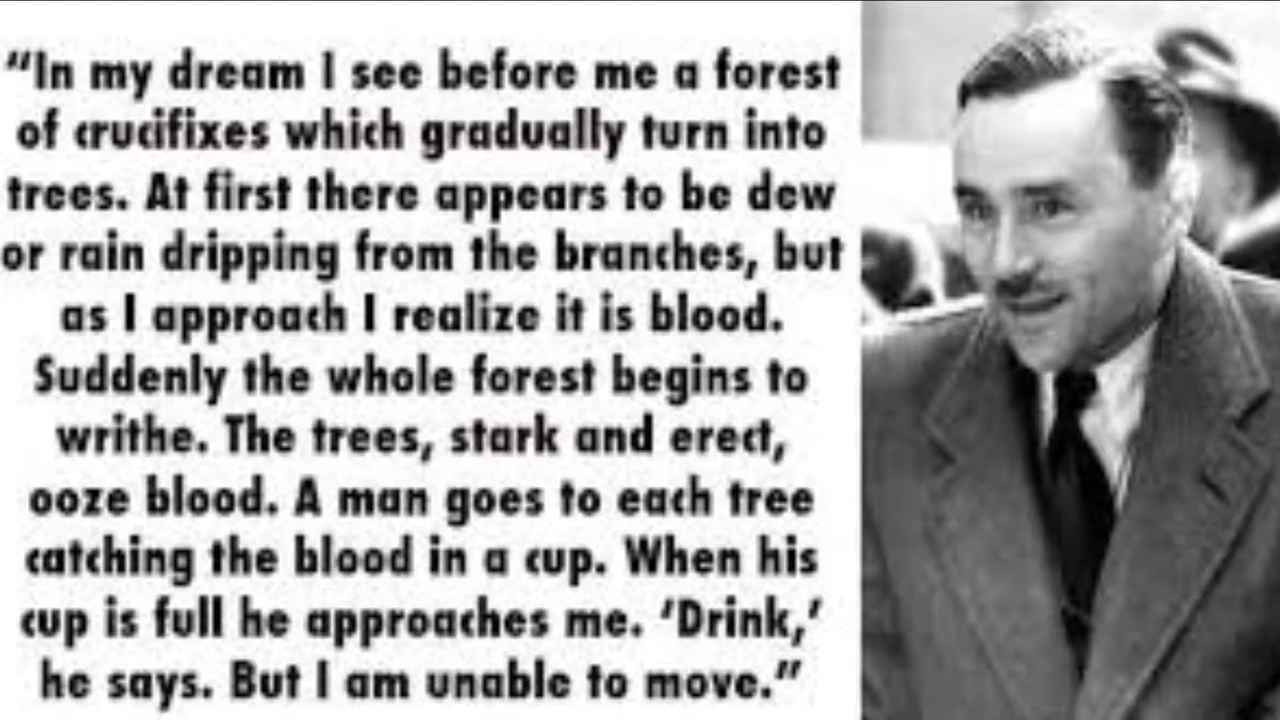 “In my dream I see before me a forest
of crucifixes which gradually turn into
trees. At first there appears to be dew
or rain dripping from the branches, but
as I approach I realize it is blood.
Suddenly the whole forest begins to
writhe. The trees, stark and erect,
ooze blood. A man goes to each tree
catching the blood in a cup. When his
cup is full he approaches me. ‘Drink,’
he says. But I am unable to move.”